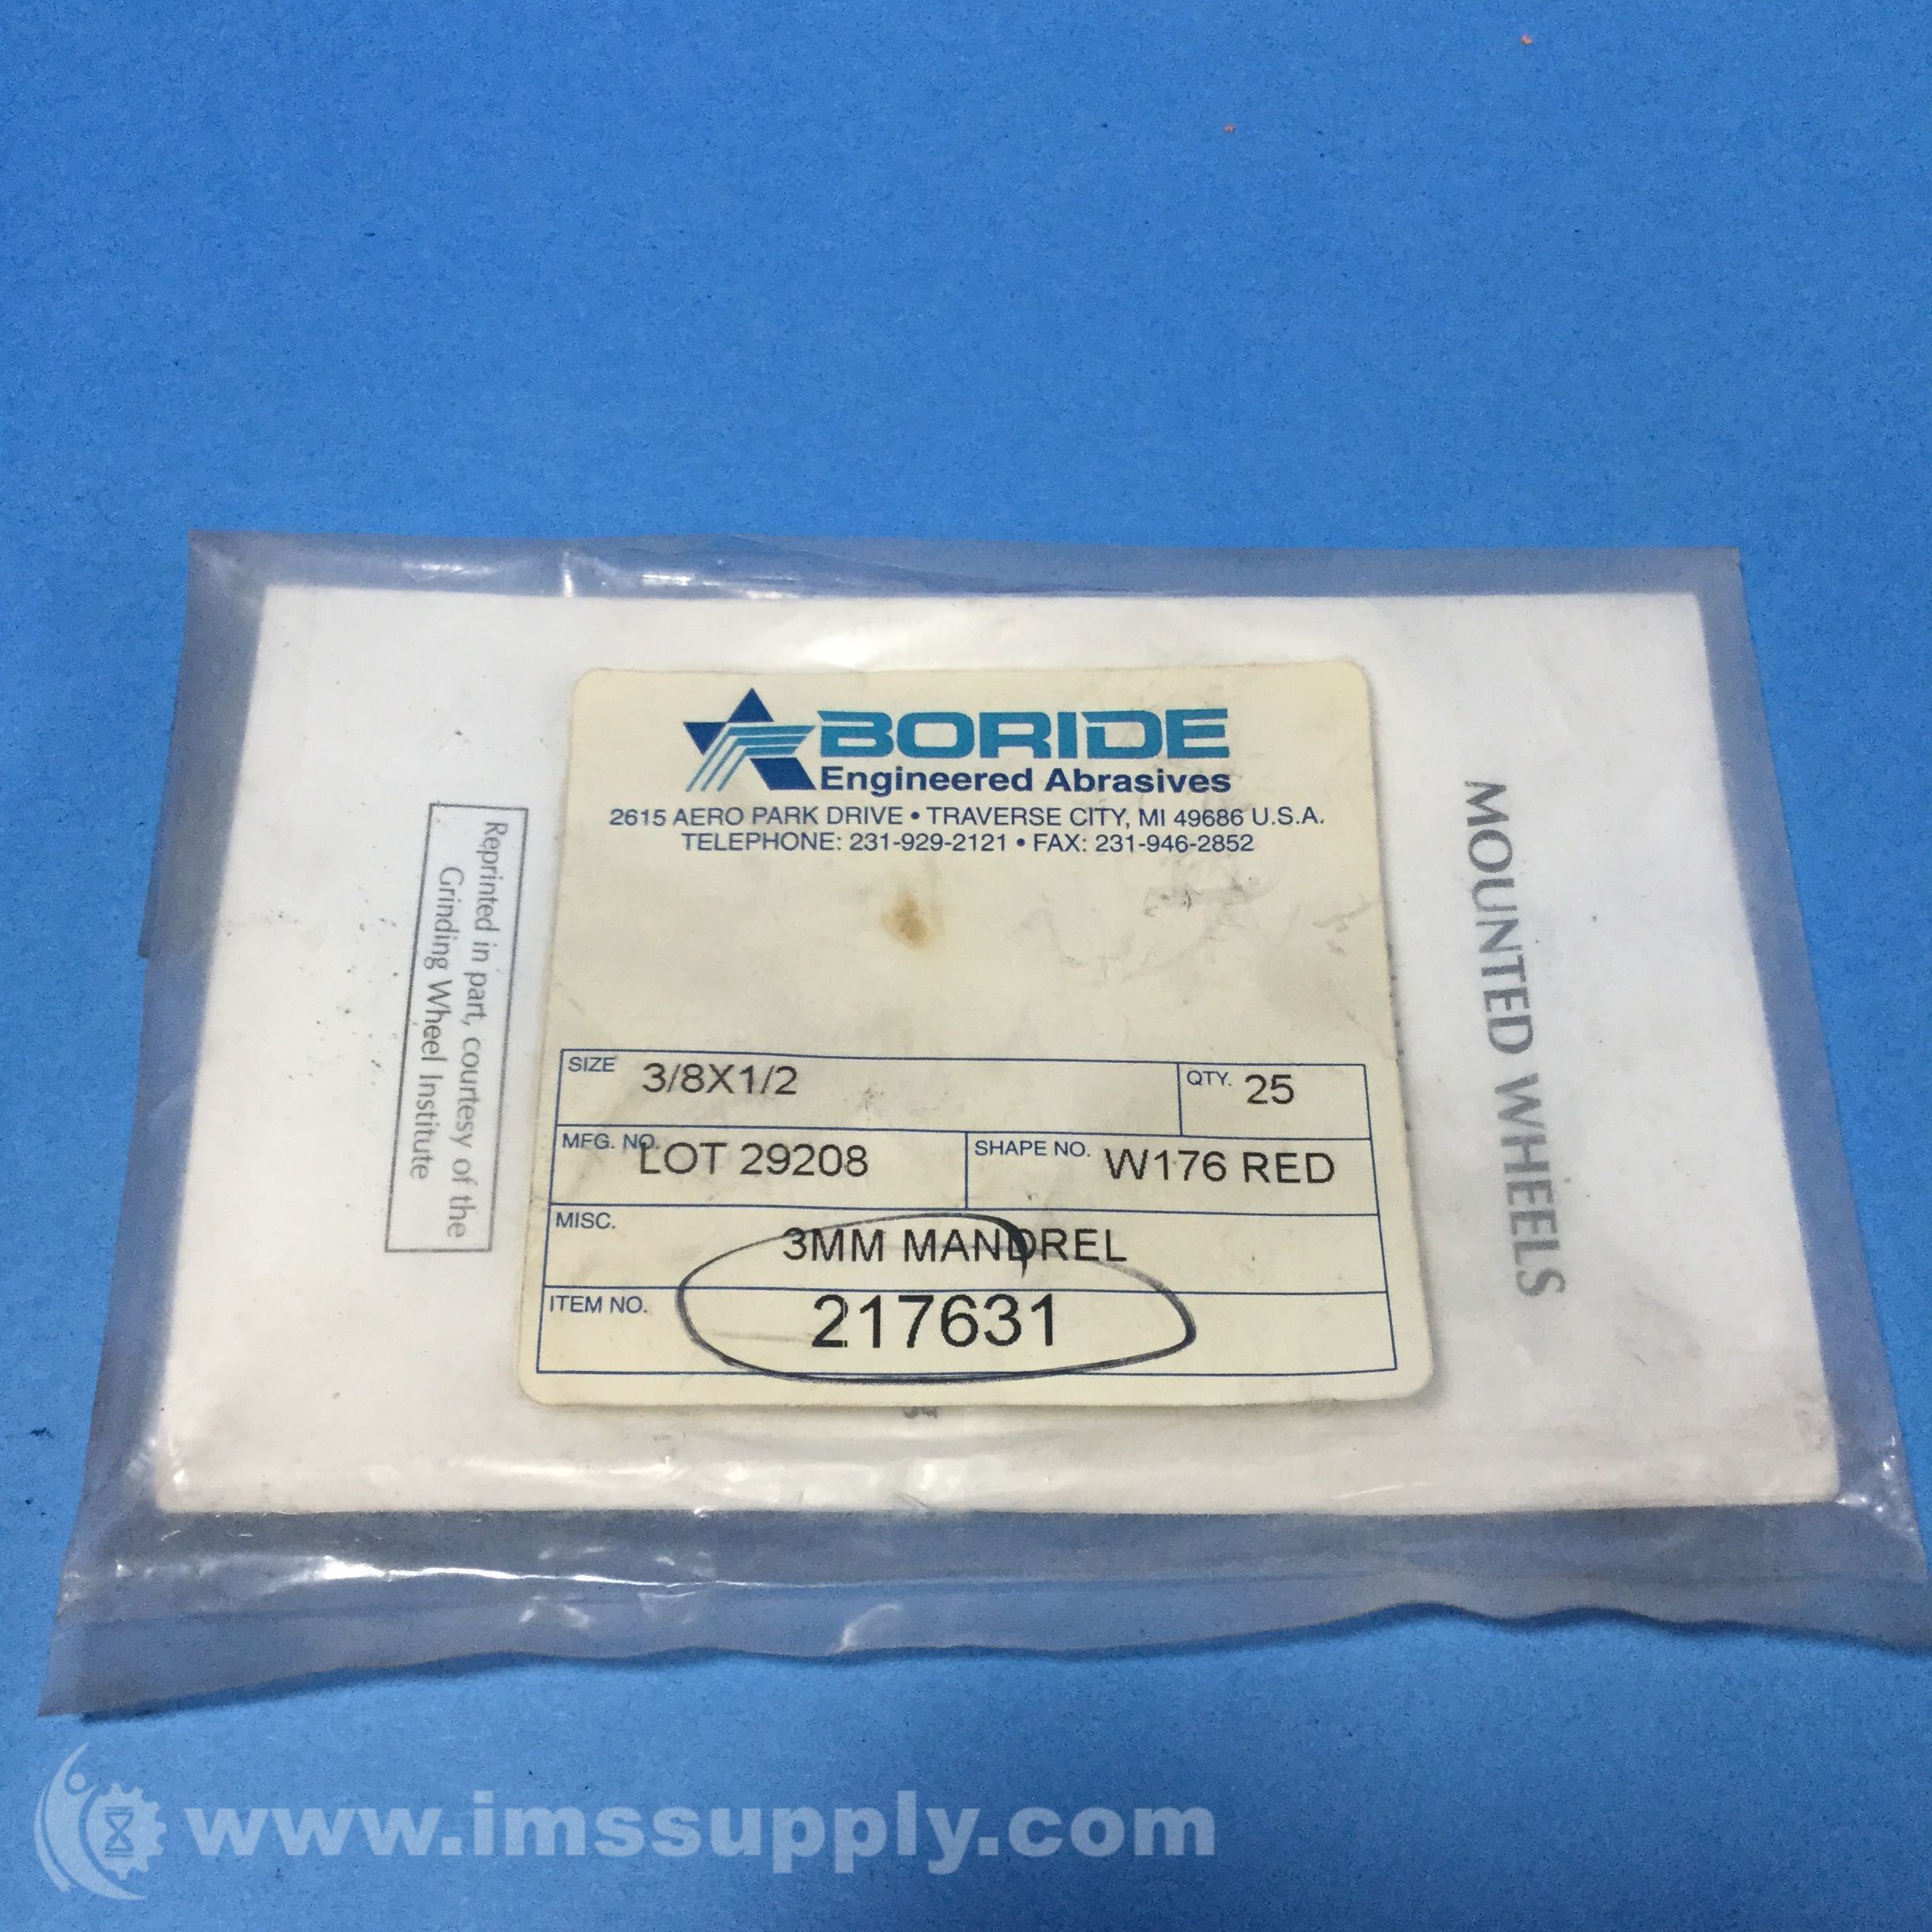 BORIDE
Engineered Abrasives
2615 AERO PARK DRIVE • TRAVERSE CITY, MI 49686 U.S.A.
TELEPHONE: 231-929-2121 • FAX: 231-946-2852
SIZE 3/8X1/2 QTY. 25
MFG. NO. LOT 29208 SHAPE NO. W176 RED
MISC. 3MM MANDREL
ITEM NO. 217631
Reprinted in part, courtesy of the
Grinding Wheel Institute
MOUNTED WHEELS
www.imssupply.com